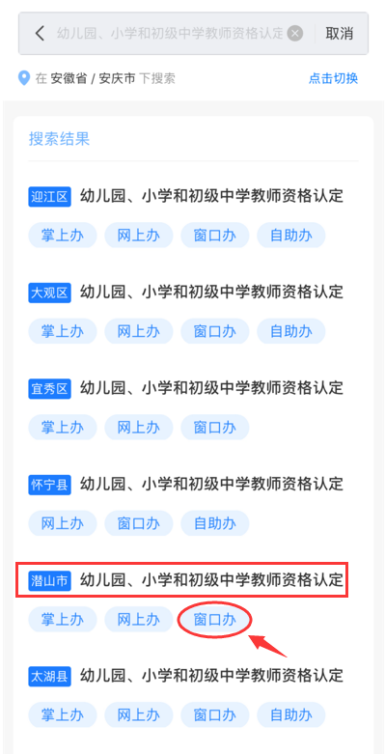 幼儿园、小学和初级中学教师资格认定 取消
在 安徽省 / 安庆市 下搜索 点击切换
搜索结果
迎江区 幼儿园、小学和初级中学教师资格认定
掌上办 网上办 窗口办 自助办
大观区 幼儿园、小学和初级中学教师资格认定
掌上办 网上办 窗口办 自助办
宜秀区 幼儿园、小学和初级中学教师资格认定
掌上办 网上办 窗口办
怀宁县 幼儿园、小学和初级中学教师资格认定
网上办 窗口办 自助办
潜山市 幼儿园、小学和初级中学教师资格认定
掌上办 网上办 窗口办
太湖县 幼儿园、小学和初级中学教师资格认定
掌上办 网上办 窗口办 自助办